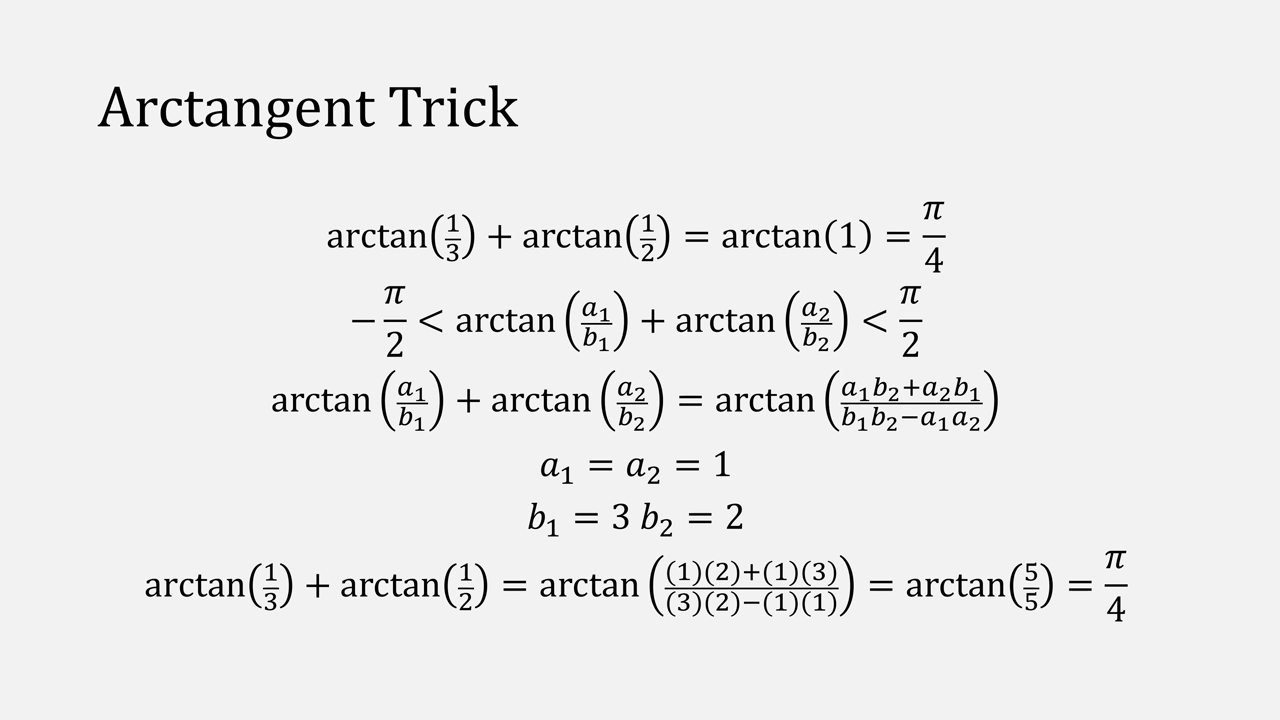 Arctangent Trick
arctan(1/3) + arctan(1/2) = arctan(1) = π/4
−π/2 < arctan(a₁/b₁) + arctan(a₂/b₂) < π/2
arctan(a₁/b₁) + arctan(a₂/b₂) = arctan((a₁b₂+a₂b₁)/(b₁b₂−a₁a₂))
a₁ = a₂ = 1
b₁ = 3 b₂ = 2
arctan(1/3) + arctan(1/2) = arctan(((1)(2)+(1)(3))/((3)(2)−(1)(1))) = arctan(5/5) = π/4